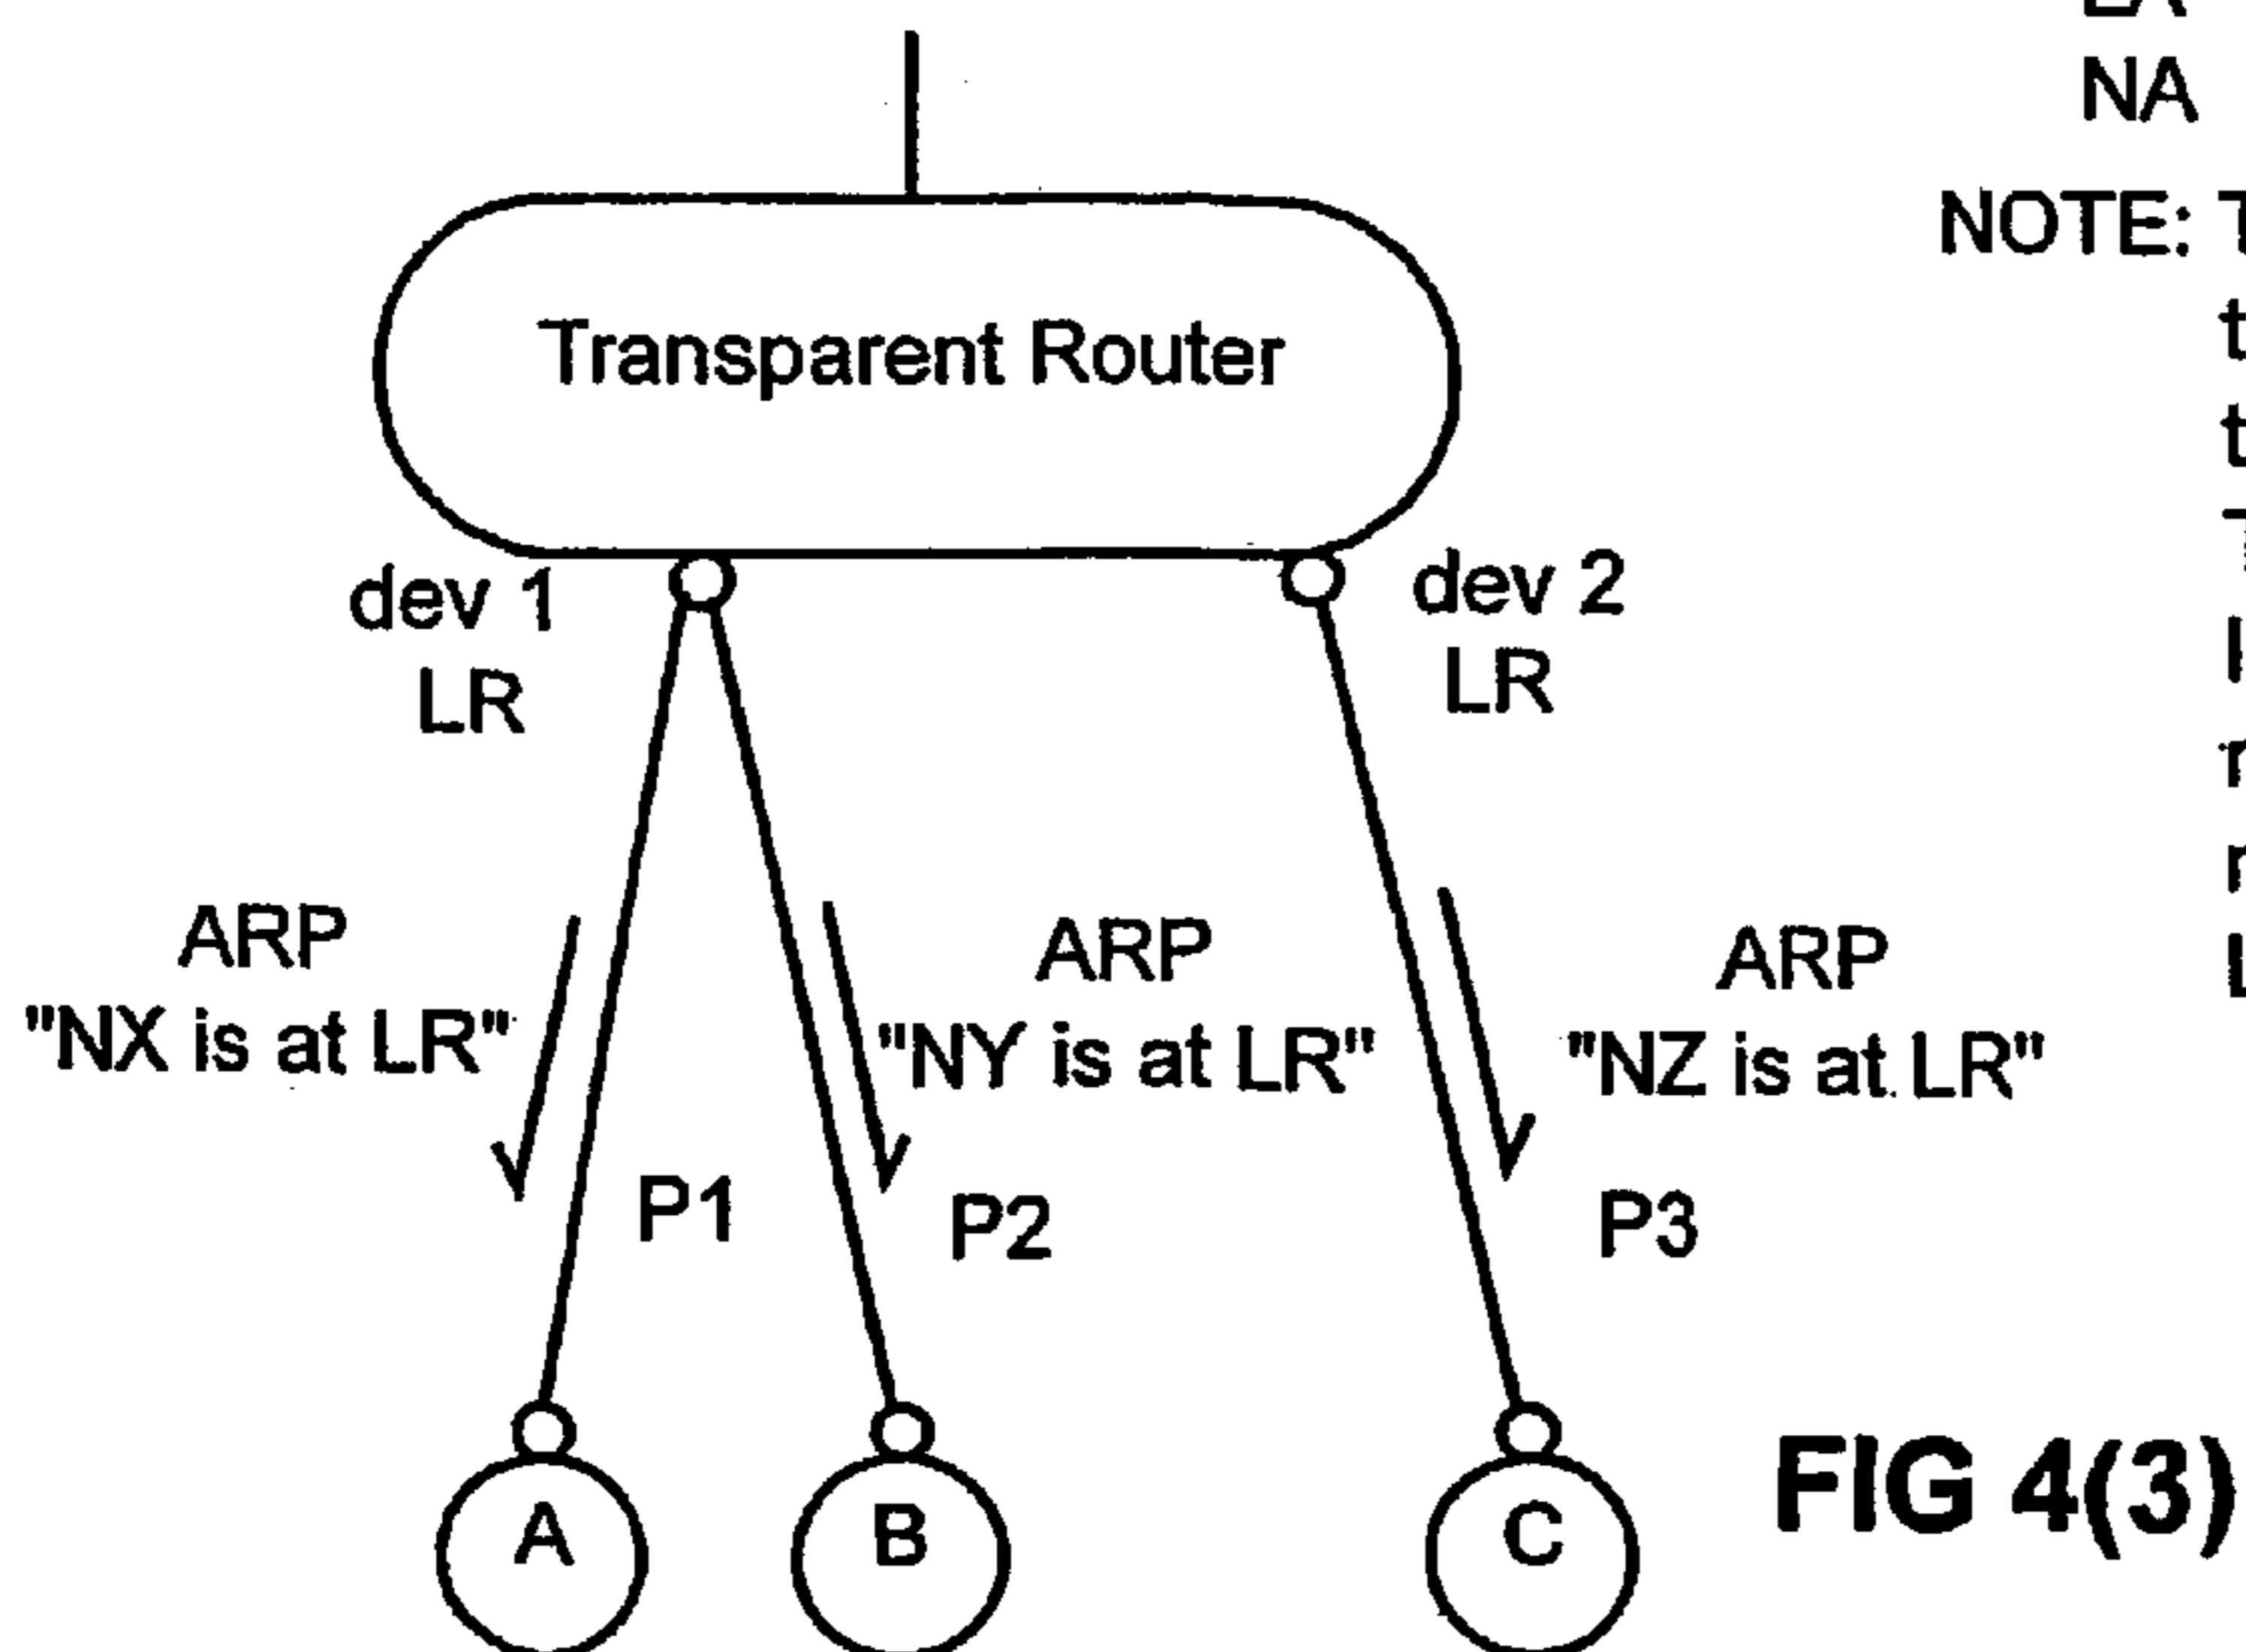 NA
NOTE:
Transparent Router
dev 1
LR
dev 2
LR
ARP
"NX is at LR"
ARP
"NY is at LR"
ARP
"NZ is at LR"
P1
P2
P3
A
B
C
FIG 4(3)